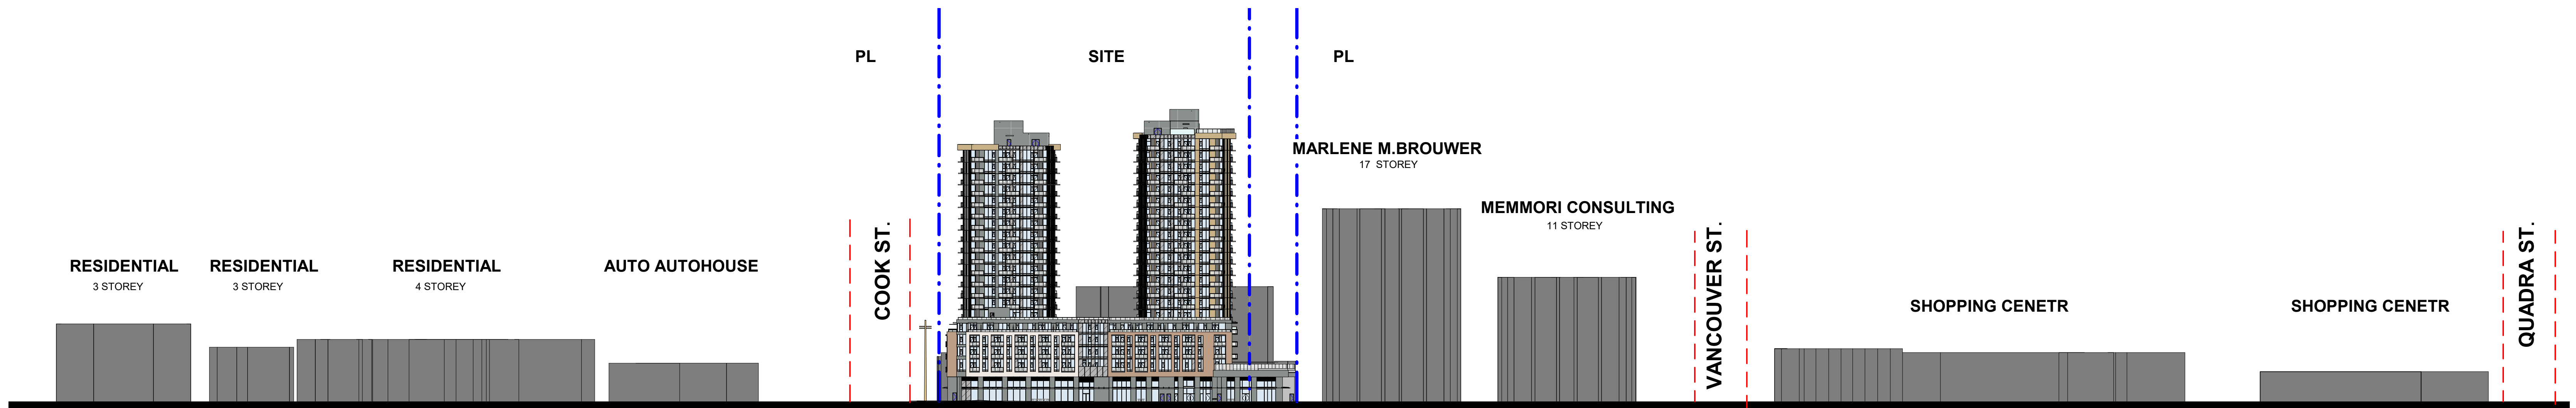 PL
SITE
PL
MARLENE M.BROUWER
17 STOREY
MEMMORI CONSULTING
11 STOREY
RESIDENTIAL
3 STOREY
RESIDENTIAL
3 STOREY
RESIDENTIAL
4 STOREY
AUTO AUTOHOUSE
COOK ST.
VANCOUVER ST.
SHOPPING CENETR
SHOPPING CENETR
QUADRA ST.